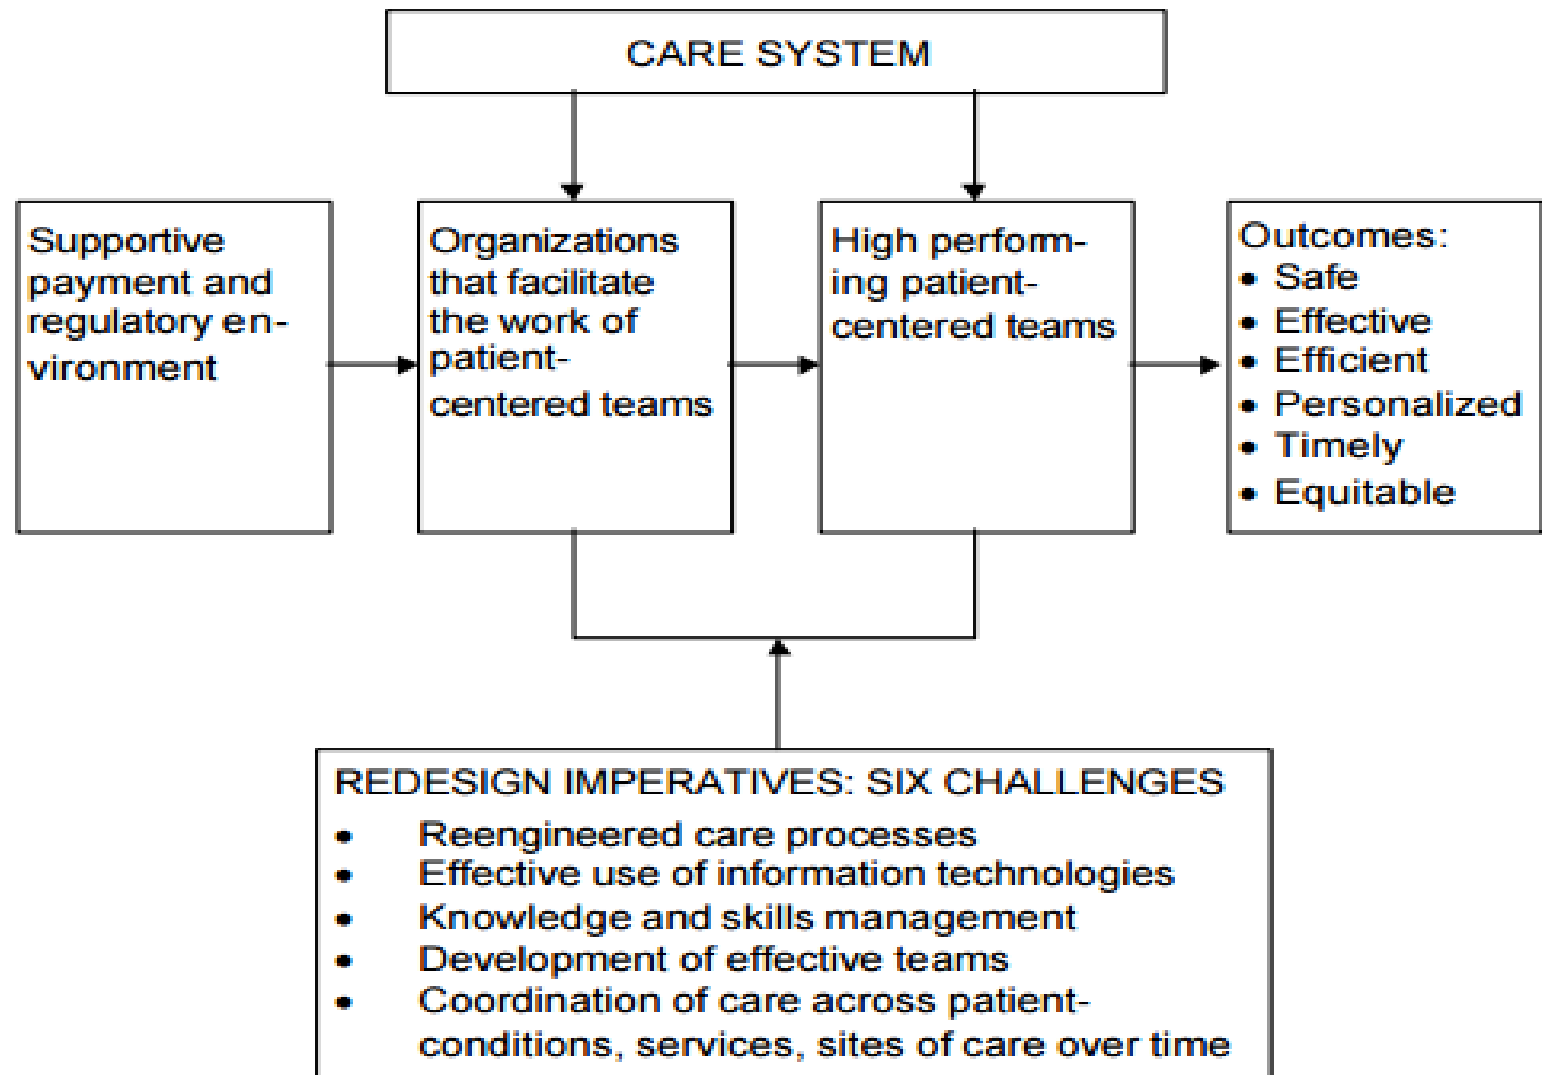 CARE SYSTEM
Supportive
payment and
regulatory en-
vironment
Organizations
that facilitate
the work of
patient-
centered teams
High perform-
ing patient-
centered teams
Outcomes:
• Safe
• Effective
• Efficient
• Personalized
• Timely
• Equitable
REDESIGN IMPERATIVES: SIX CHALLENGES
• Reengineered care processes
• Effective use of information technologies
• Knowledge and skills management
• Development of effective teams
• Coordination of care across patient-
conditions, services, sites of care over time